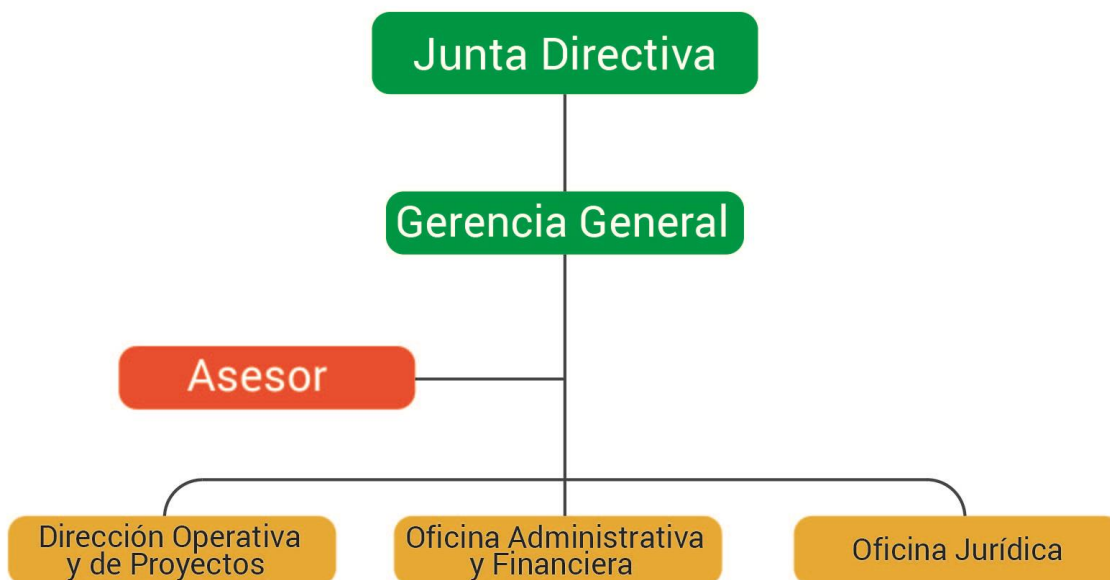 Junta Directiva
Gerencia General
Asesor
Dirección Operativa
y de Proyectos
Oficina Administrativa
y Financiera
Oficina Jurídica